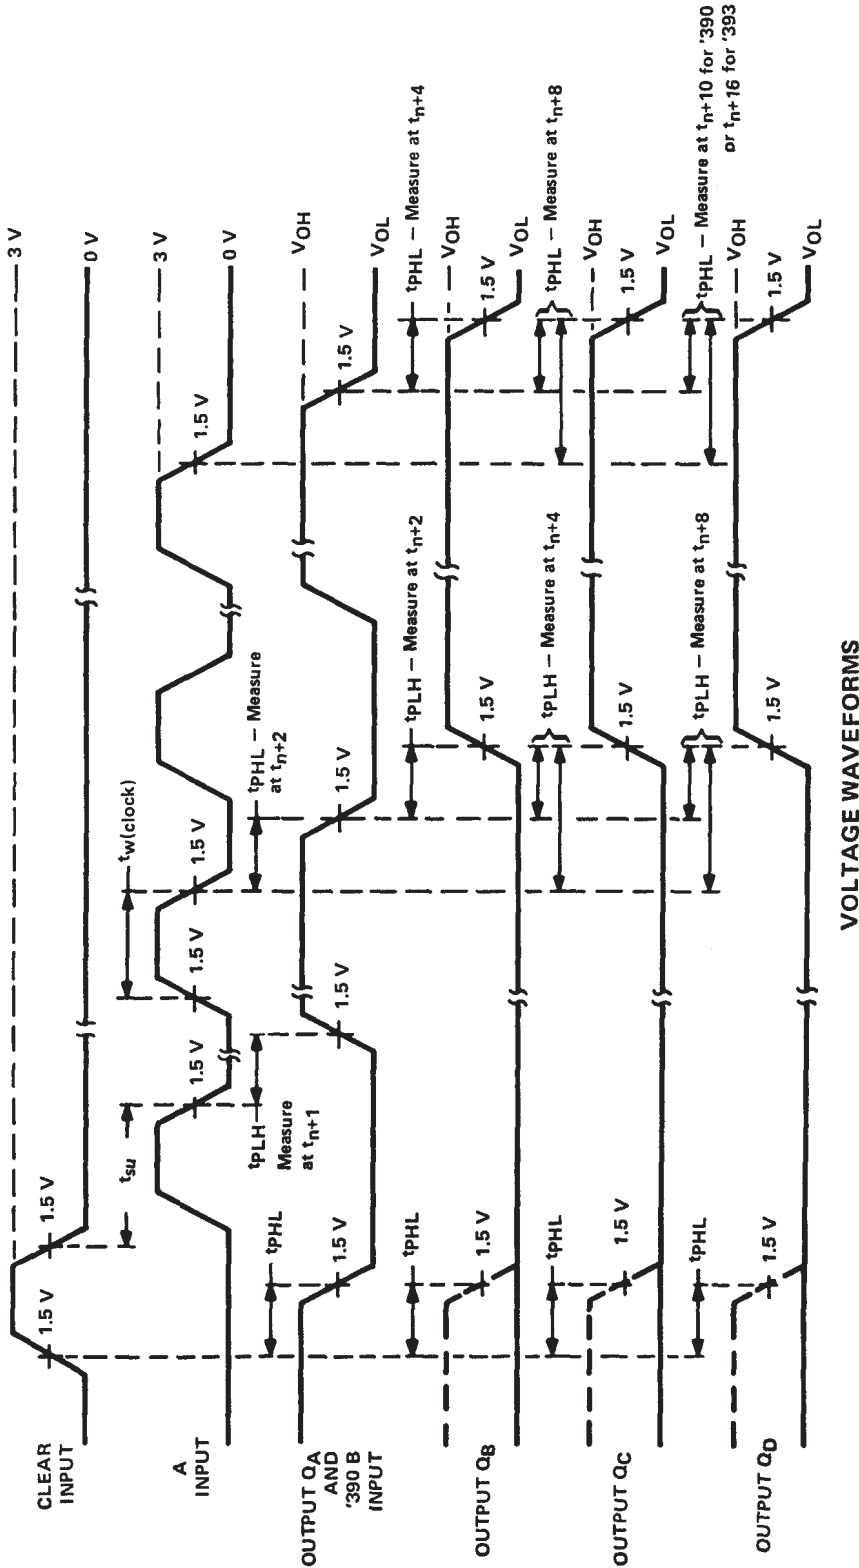 CLEAR
INPUT
1.5 V
1.5 V
3 V
0 V
A
INPUT
tsu
1.5 V
1.5 V
tw(clock)
1.5 V
1.5 V
3 V
0 V
tPLH—
Measure
at tn+1
tPHL — Measure
at tn+2
OUTPUT QA
AND
'390 B
INPUT
tPHL
1.5 V
1.5 V
1.5 V
1.5 V
VOH
VOL
OUTPUT QB
tPHL
1.5 V
tPLH — Measure at tn+2
1.5 V
tPHL — Measure at tn+4
1.5 V
VOH
VOL
OUTPUT QC
tPHL
1.5 V
tPLH — Measure at tn+4
1.5 V
tPHL — Measure at tn+8
1.5 V
VOH
VOL
OUTPUT QD
tPHL
1.5 V
tPLH — Measure at tn+8
1.5 V
tPHL — Measure at tn+10 for '390
or tn+16 for '393
1.5 V
VOH
VOL
VOLTAGE WAVEFORMS